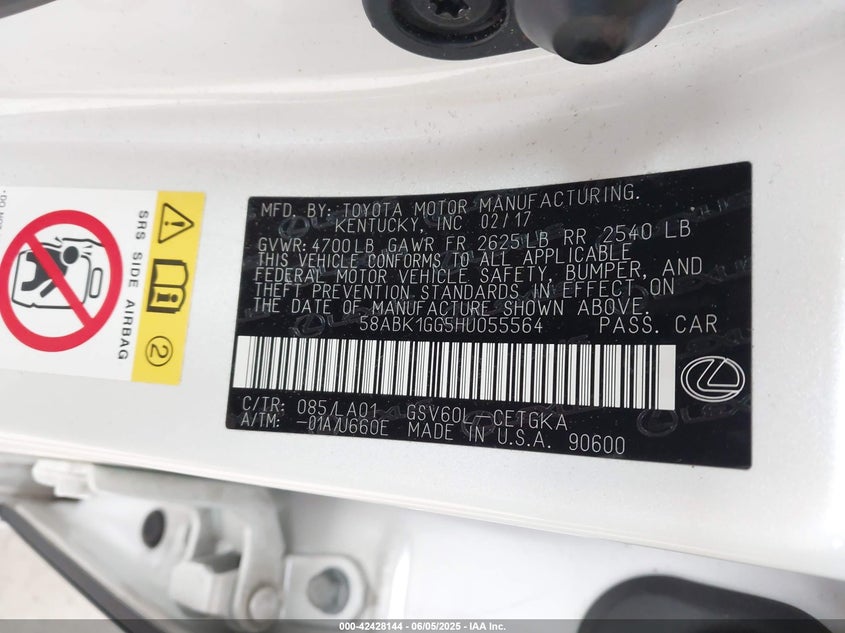 MFD. BY: TOYOTA MOTOR MANUFACTURING.
KENTUCKY, INC 02/17
GVWR: 4700LB GAWR FR 2625LB RR 2540 LB
THIS VEHICLE CONFORMS TO ALL APPLICABLE
FEDERAL MOTOR VEHICLE SAFETY, BUMPER, AND
THEFT PREVENTION STANDARDS IN EFFECT ON
THE DATE OF MANUFACTURE SHOWN ABOVE.
58ABK1GG5HU055564 PASS. CAR
C/TR: 085/LA01 GSV60L-CETGKA
A/TM: -01A/U660E MADE IN U.S.A. 90600
SRS SIDE AIRBAG
2
000-42428144 - 06/05/2025 - IAA Inc.